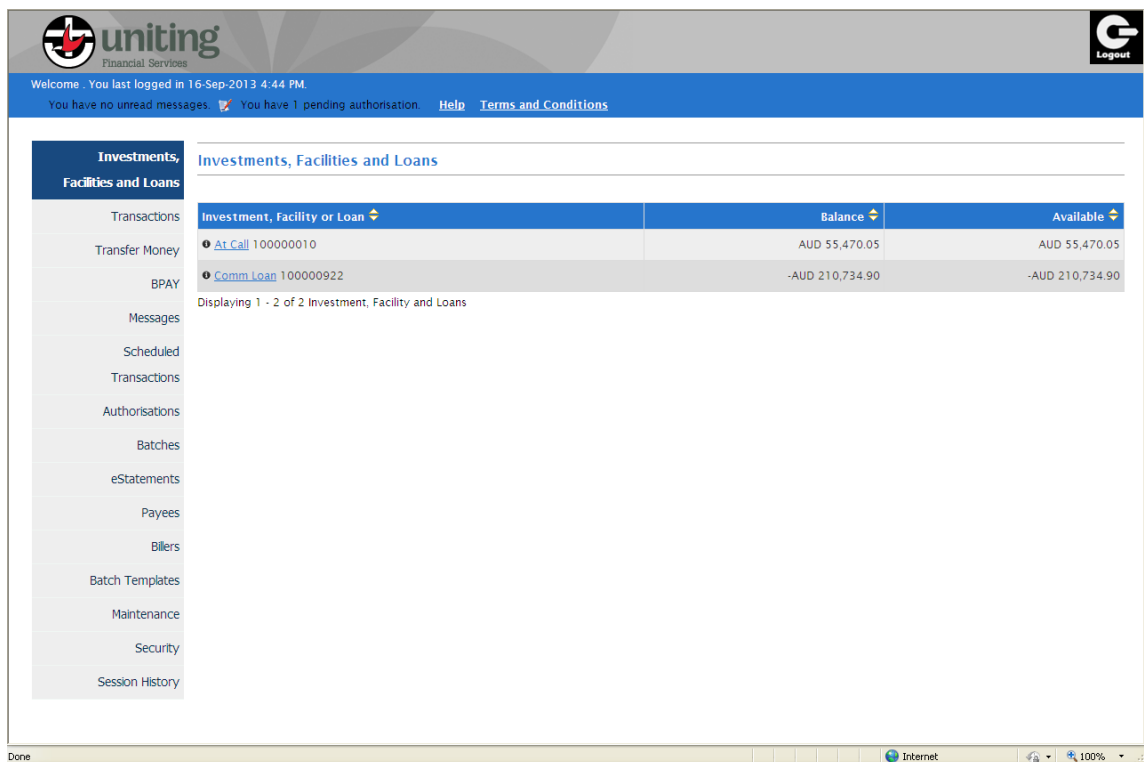 uniting
Financial Services
Logout
Welcome . You last logged in 16-Sep-2013 4:44 PM.
You have no unread messages. You have 1 pending authorisation. Help Terms and Conditions
Investments,
Facilities and Loans
Transactions
Transfer Money
BPAY
Messages
Scheduled
Transactions
Authorisations
Batches
eStatements
Payees
Billers
Batch Templates
Maintenance
Security
Session History
Investments, Facilities and Loans
Investment, Facility or Loan Balance Available
At Call 100000010 AUD 55,470.05 AUD 55,470.05
Comm Loan 100000922 -AUD 210,734.90 -AUD 210,734.90
Displaying 1 - 2 of 2 Investment, Facility and Loans
Done Internet 100%